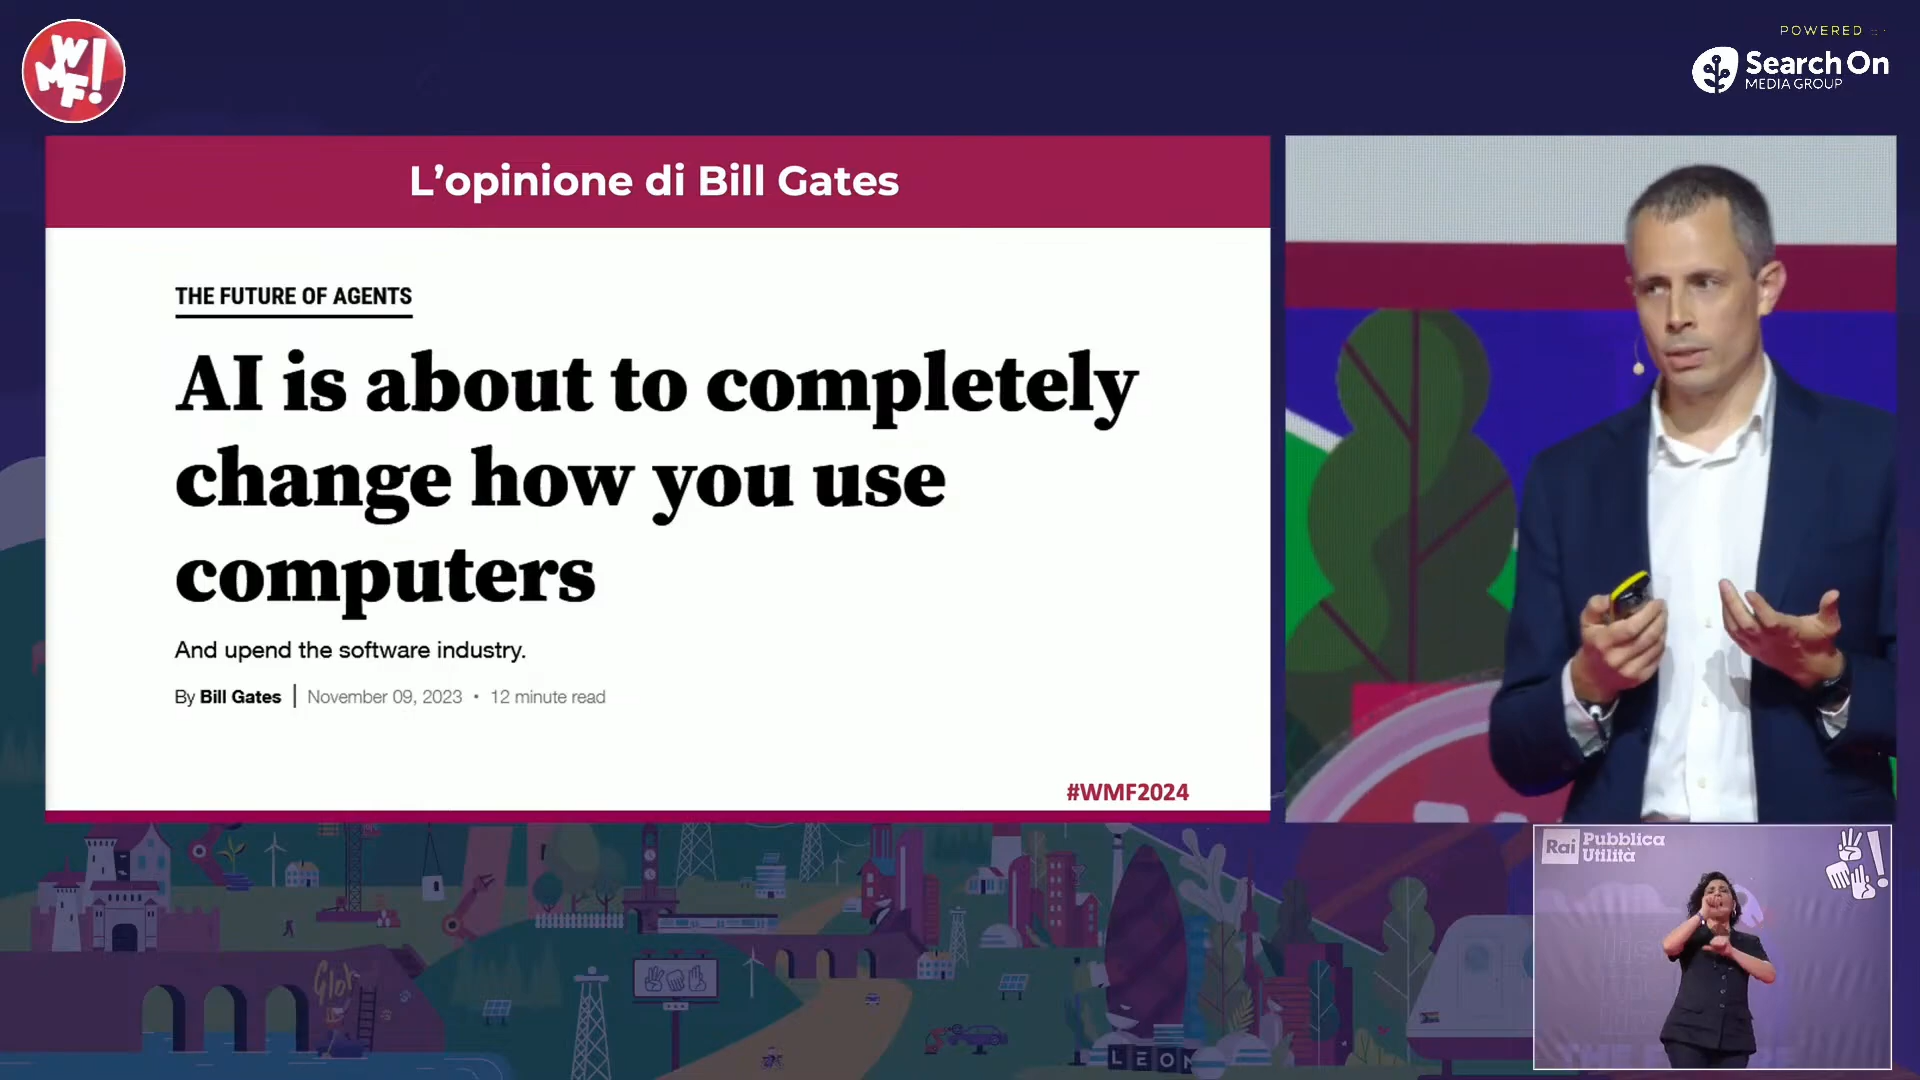 WMF!
POWERED
Search On
MEDIA GROUP
L'opinione di Bill Gates
THE FUTURE OF AGENTS
AI is about to completely
change how you use
computers
And upend the software industry.
By Bill Gates | November 09, 2023 • 12 minute read
#WMF2024
Rai Pubblica
Utilità
LEON